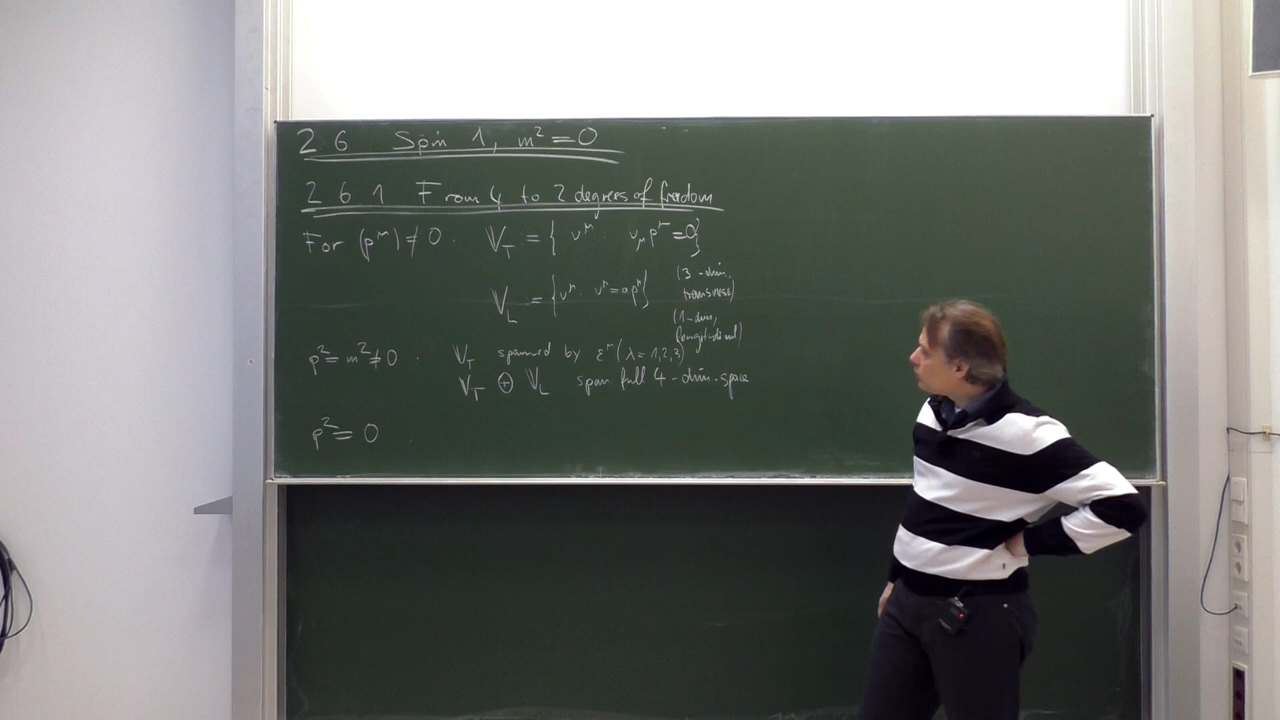 2 6 Spin 1, m²=0
2 6 1 From 4 to 2 degrees of freedom
For (p^μ) ≠ 0. V_T = { v^μ : v_μ p^μ = 0 }
(3-dim, transverse)
V_L = { v^μ : v^μ = a p^μ }
(1-dim, longitudinal)
p² = m² ≠ 0 . V_T spanned by ε^μ (λ = 1,2,3)
V_T ⊕ V_L span full 4-dim. space
p² = 0